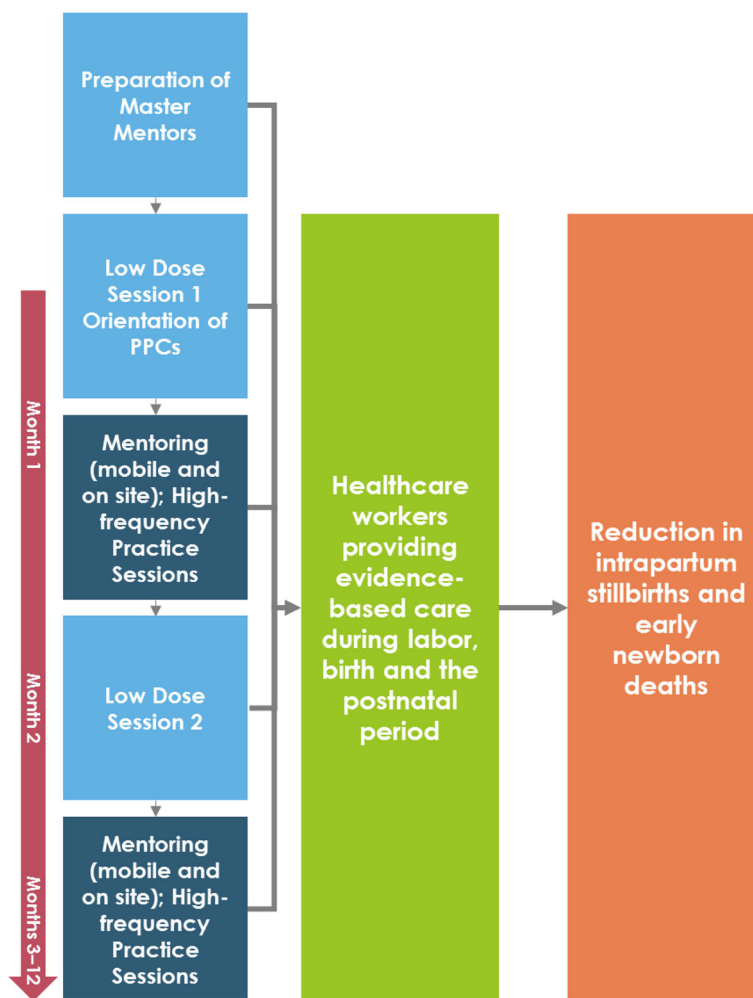 Preparation of
Master
Mentors
Low Dose
Session 1
Orientation of
PPCs
Month 1
Mentoring
(mobile and
on site); High-
frequency
Practice
Sessions
Month 2
Low Dose
Session 2
Months 3–12
Mentoring
(mobile and
on site); High-
frequency
Practice
Sessions
Healthcare
workers
providing
evidence-
based care
during labor,
birth and the
postnatal
period
Reduction in
intrapartum
stillbirths and
early
newborn
deaths